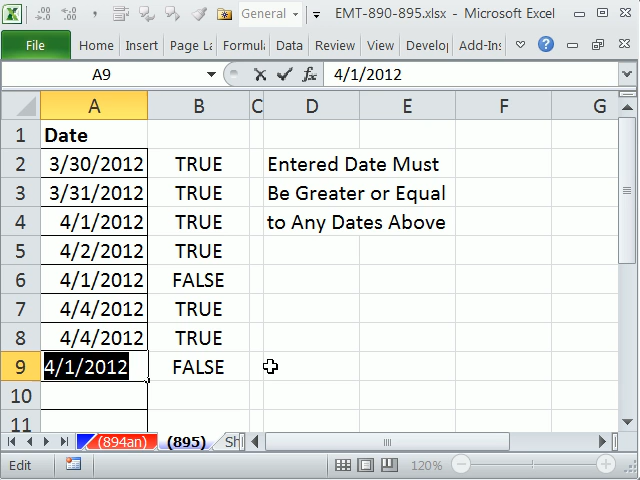 General EMT-890-895.xlsx - Microsoft Excel
File Home Insert Page La Formula Data Review View Develop Add-Ins
A9 fx 4/1/2012
A B C D E F G
1 Date
2 3/30/2012 TRUE Entered Date Must
3 3/31/2012 TRUE Be Greater or Equal
4 4/1/2012 TRUE to Any Dates Above
5 4/2/2012 TRUE
6 4/1/2012 FALSE
7 4/4/2012 TRUE
8 4/4/2012 TRUE
9 4/1/2012 FALSE
10
11
(894an) (895) Sh
Edit 120%